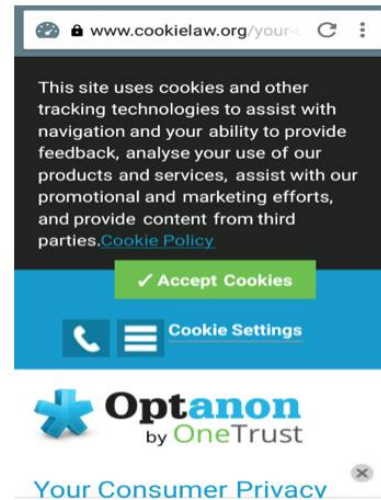 www.cookielaw.org/your-
This site uses cookies and other
tracking technologies to assist with
navigation and your ability to provide
feedback, analyse your use of our
products and services, assist with our
promotional and marketing efforts,
and provide content from third
parties.Cookie Policy
✓ Accept Cookies
Cookie Settings
Optanon
by OneTrust
Your Consumer Privacy